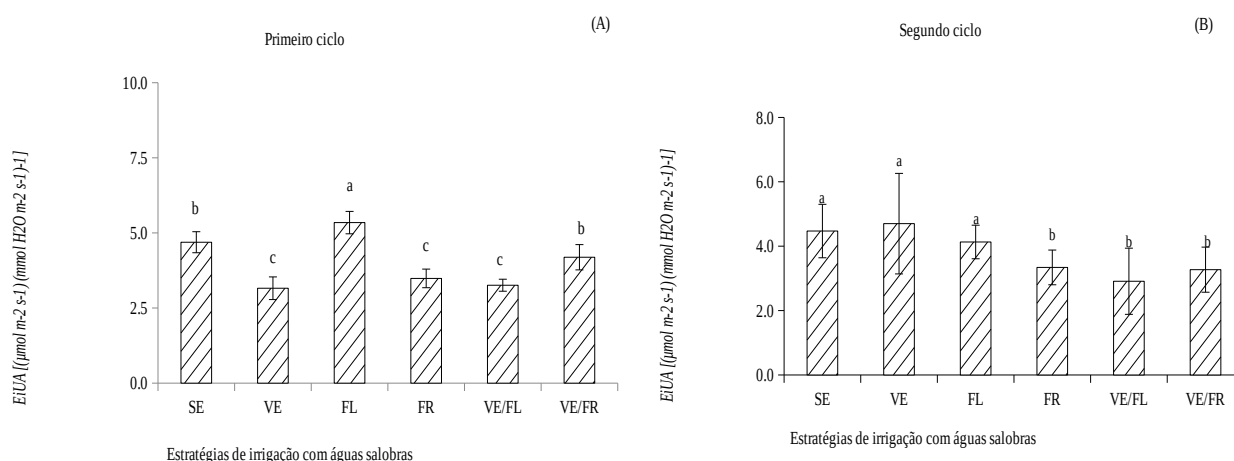 Primeiro ciclo
(A)
EiUA [(µmol m-2 s-1) (mmol H2O m-2 s-1)-1]
10.0
7.5
5.0
2.5
0.0
b
c
a
c
c
b
SE VE FL FR VE/FL VE/FR
Estratégias de irrigação com águas salobras
Segundo ciclo
(B)
EiUA [(µmol m-2 s-1) (mmol H2O m-2 s-1)-1]
8.0
6.0
4.0
2.0
0.0
a
a
a
b
b
b
SE VE FL FR VE/FL VE/FR
Estratégias de irrigação com águas salobras